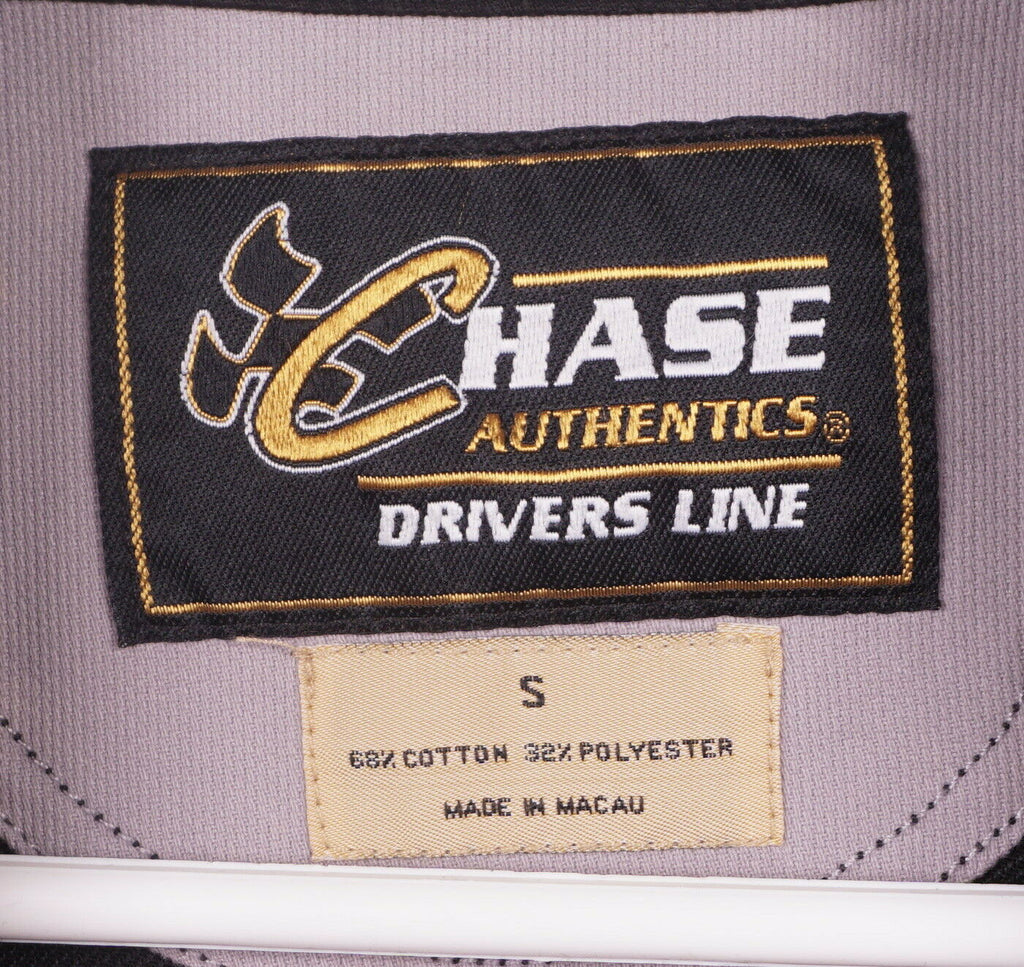 CHASE
AUTHENTICS®
DRIVERS LINE
S
68% COTTON 32% POLYESTER
MADE IN MACAU